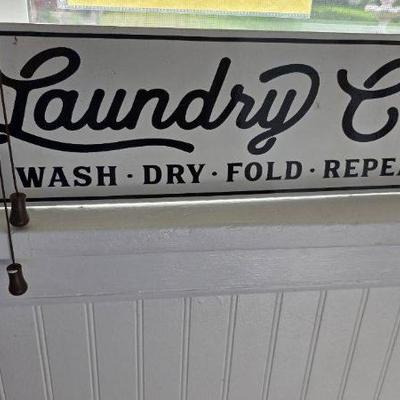 Laundry C
WASH · DRY · FOLD · REPEA